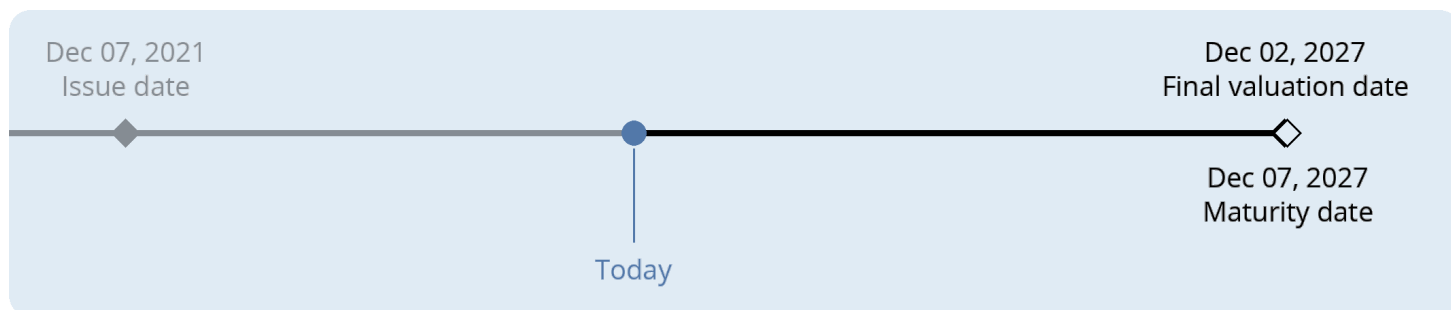 Dec 07, 2021
Issue date
Dec 02, 2027
Final valuation date
Dec 07, 2027
Maturity date
Today